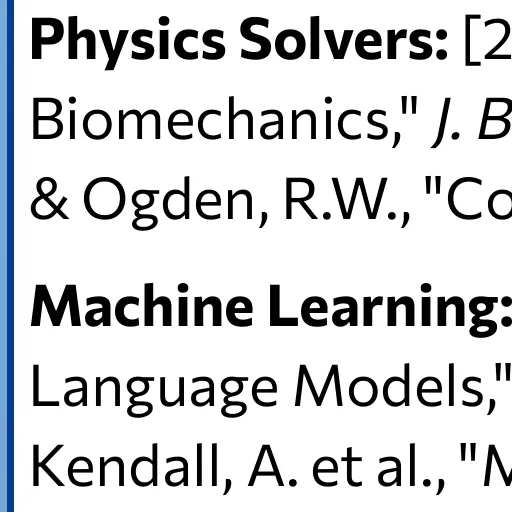 Physics Solvers: [2
Biomechanics," J. B
& Ogden, R.W., "Co
Machine Learning:
Language Models,"
Kendall, A. et al., "M